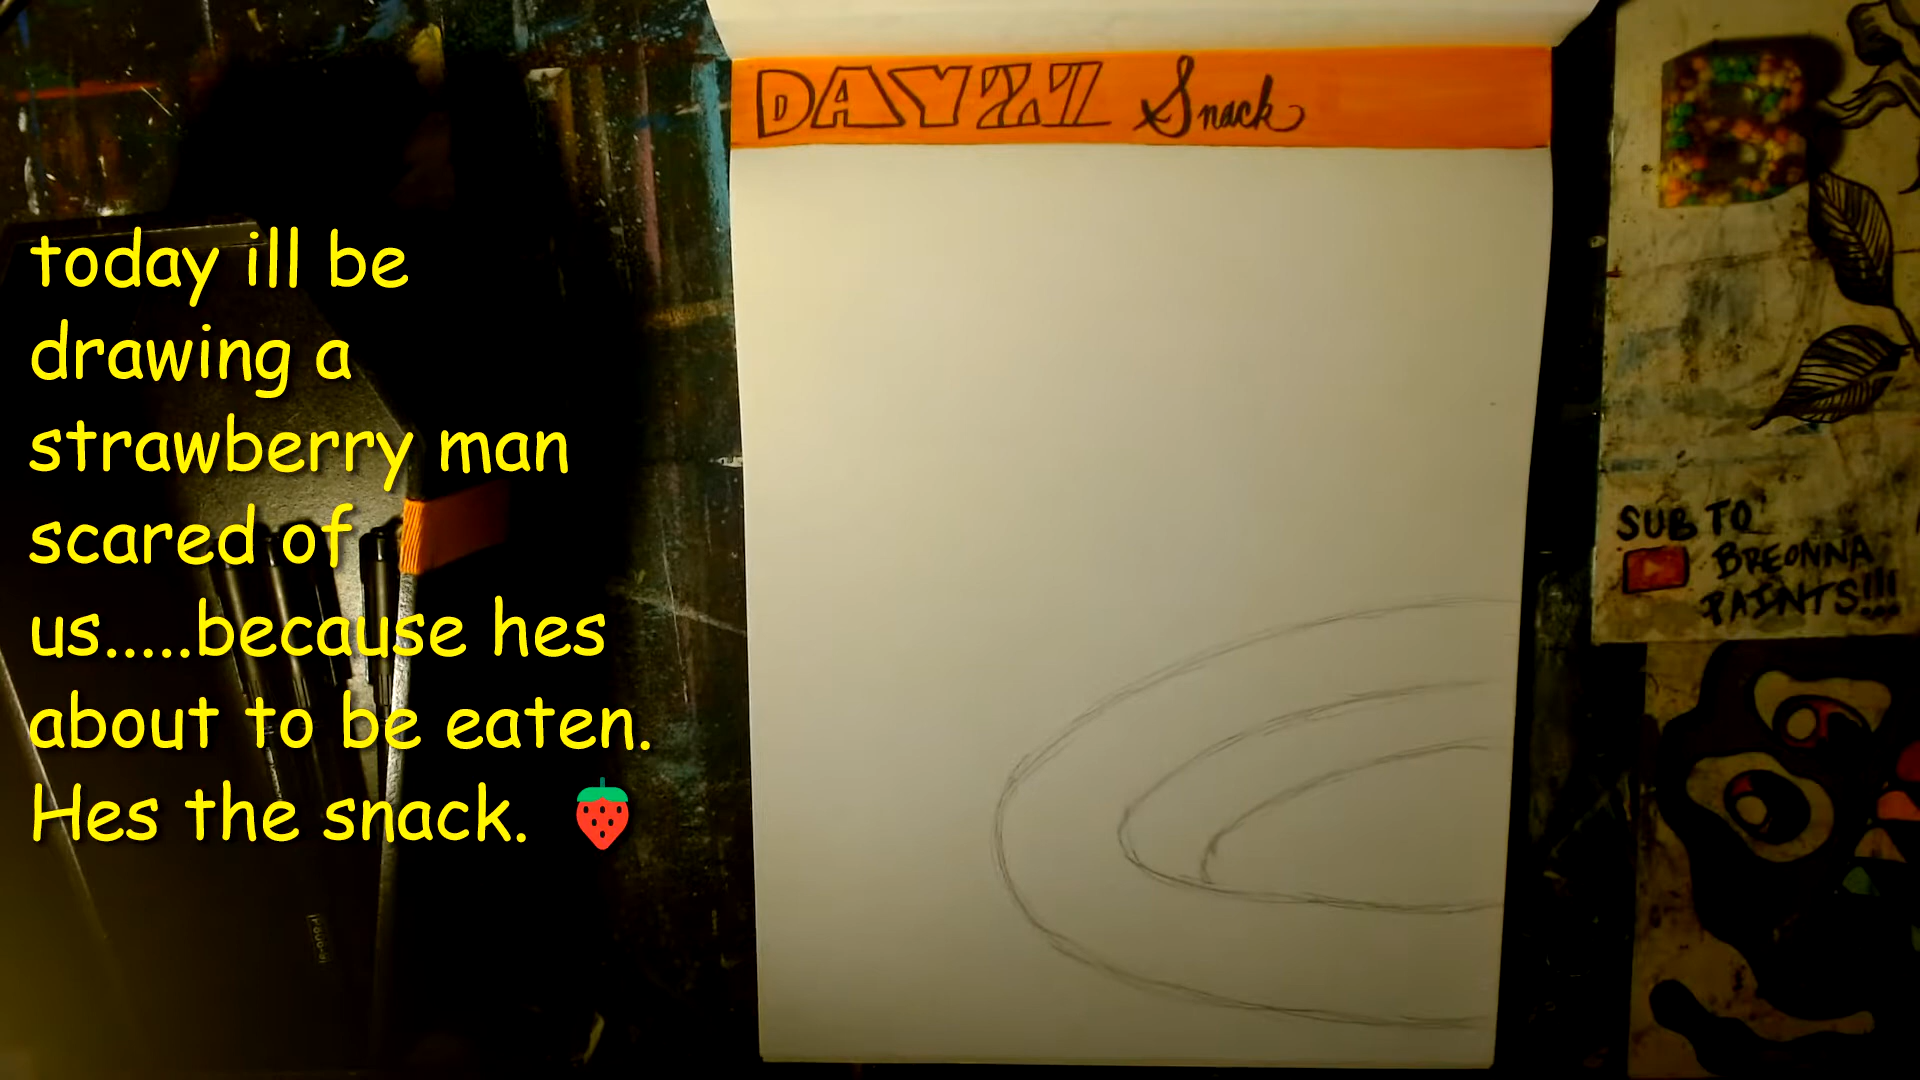 DAY 21 Snack
today ill be
drawing a
strawberry man
scared of
us.....because hes
about to be eaten.
Hes the snack. 🍓
SUB TO
BREONNA
PAINTS!!!